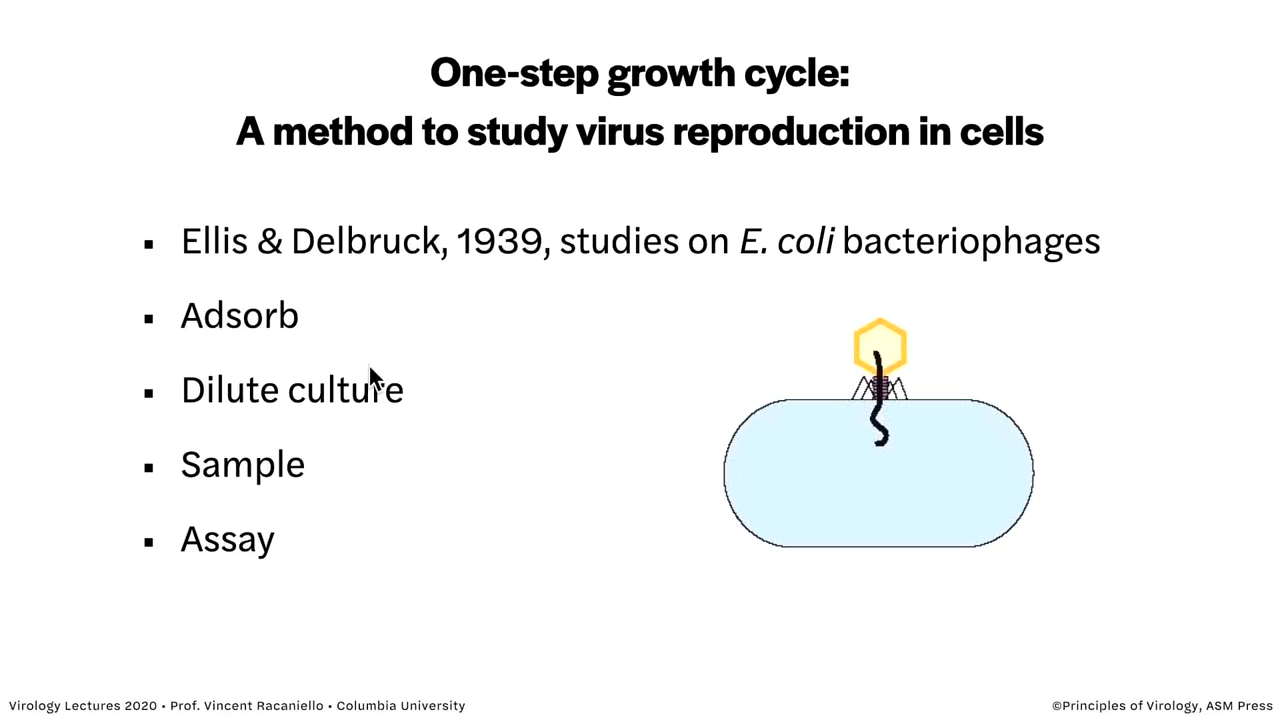 One-step growth cycle:
A method to study virus reproduction in cells
▪ Ellis & Delbruck, 1939, studies on E. coli bacteriophages
▪ Adsorb
▪ Dilute culture
▪ Sample
▪ Assay
Virology Lectures 2020 • Prof. Vincent Racaniello • Columbia University
©Principles of Virology, ASM Press